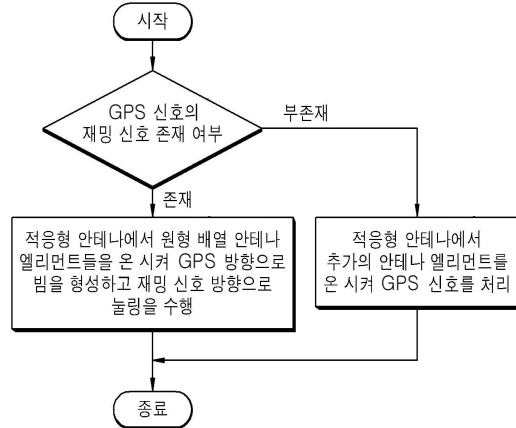 시작
GPS 신호의
재밍 신호 존재 여부
부존재
존재
적응형 안테나에서 원형 배열 안테나
엘리먼트들을 온 시켜 GPS 방향으로
빔을 형성하고 재밍 신호 방향으로
눌링을 수행
적응형 안테나에서
추가의 안테나 엘리먼트를
온 시켜 GPS 신호를 처리
종료